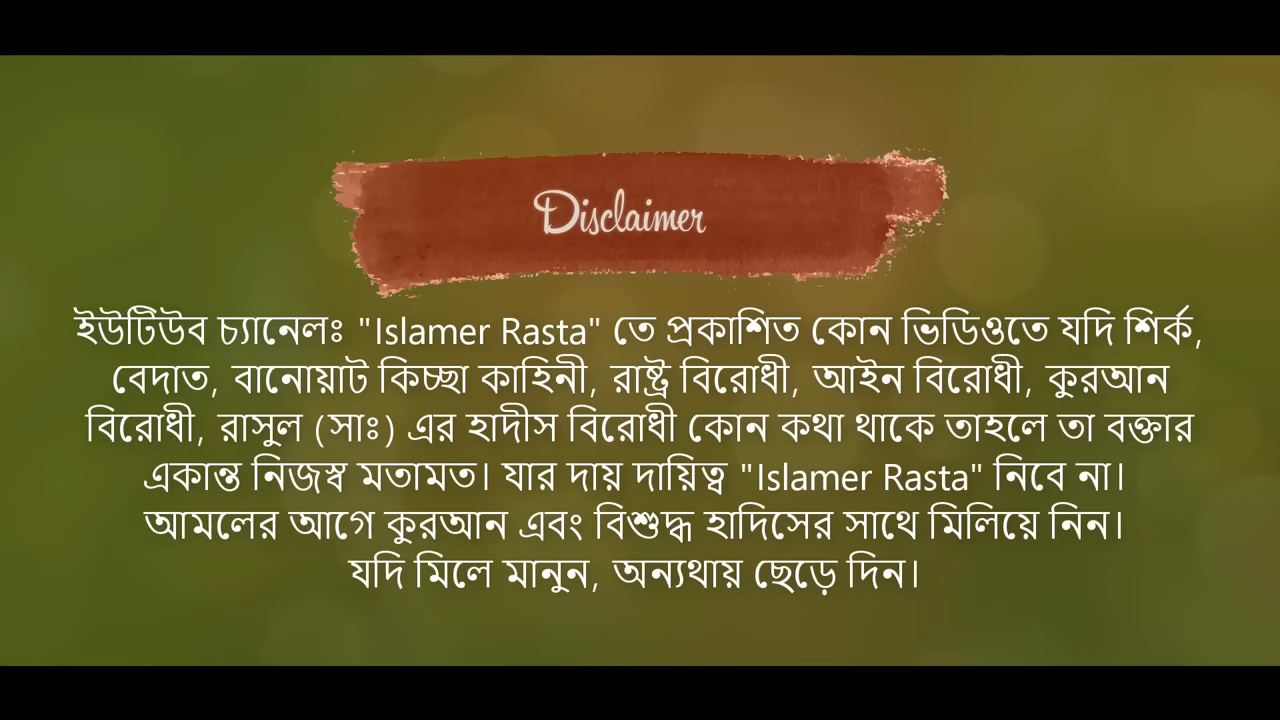 Disclaimer
ইউটিউব চ্যানেলঃ "Islamer Rasta" তে প্রকাশিত কোন ভিডিওতে যদি শির্ক,
বেদাত, বানোয়াট কিচ্ছা কাহিনী, রাষ্ট্র বিরোধী, আইন বিরোধী, কুরআন
বিরোধী, রাসুল (সাঃ) এর হাদীস বিরোধী কোন কথা থাকে তাহলে তা বক্তার
একান্ত নিজস্ব মতামত। যার দায় দায়িত্ব "Islamer Rasta" নিবে না।
আমলের আগে কুরআন এবং বিশুদ্ধ হাদিসের সাথে মিলিয়ে নিন।
যদি মিলে মানুন, অন্যথায় ছেড়ে দিন।